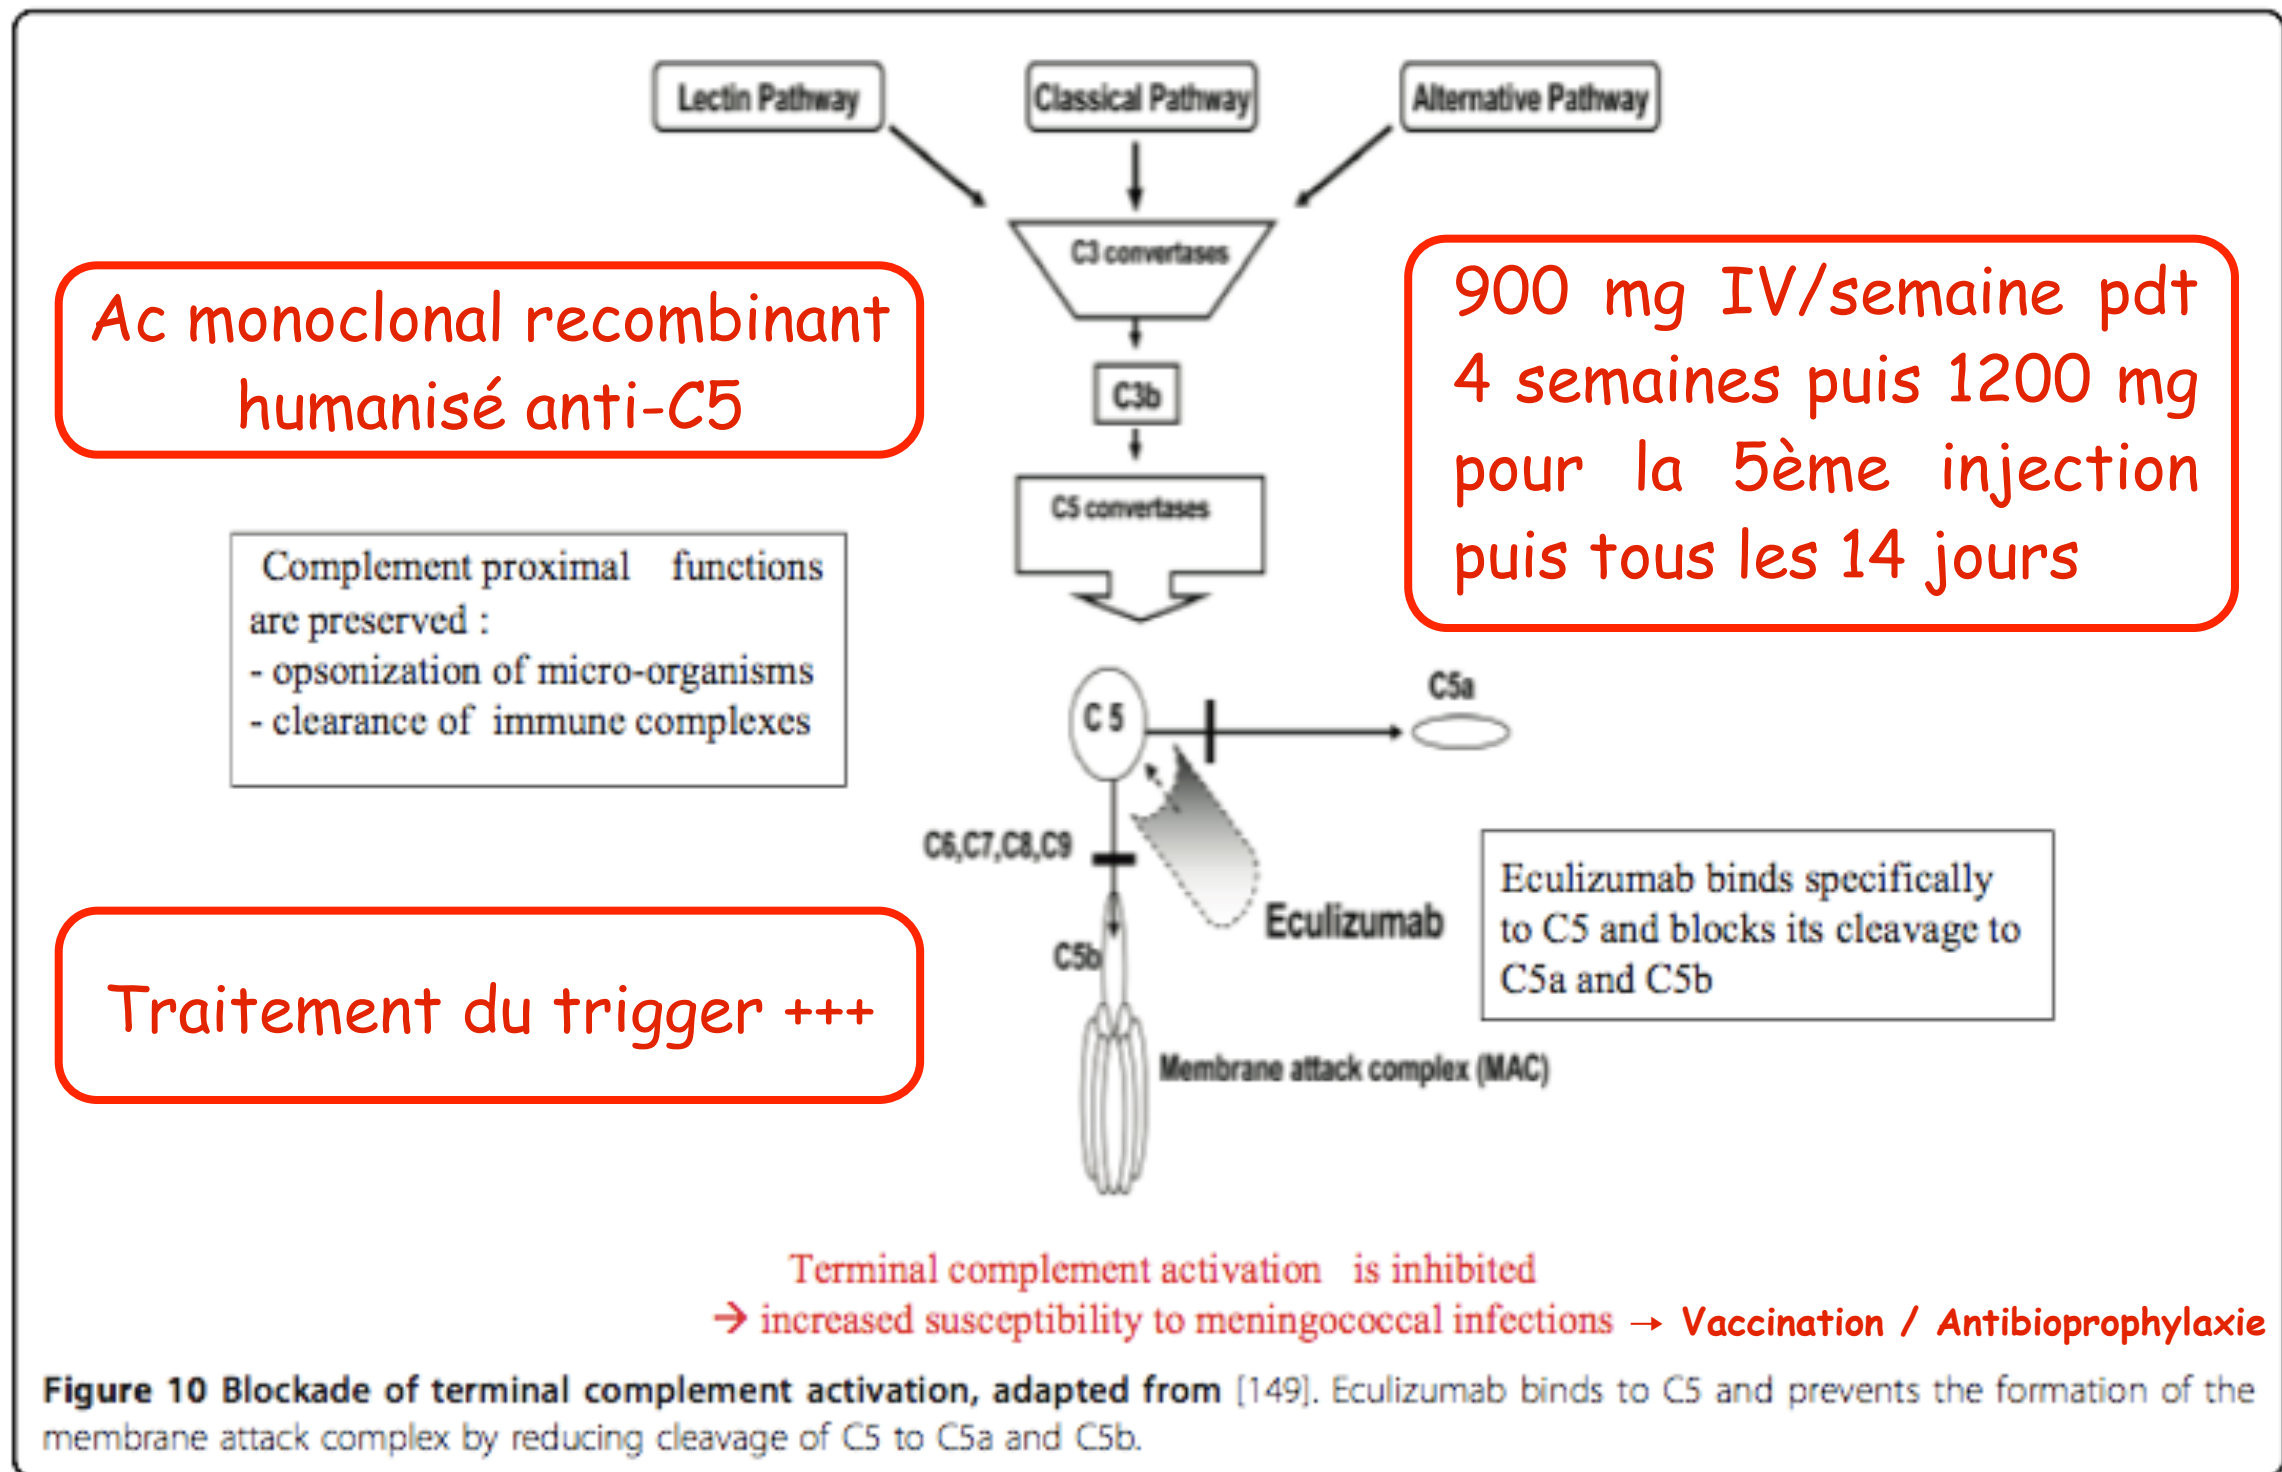 Lectin Pathway
Classical Pathway
Alternative Pathway
C3 convertases
Ac monoclonal recombinant
humanisé anti-C5
900 mg IV/semaine pdt
4 semaines puis 1200 mg
pour la 5ème injection
puis tous les 14 jours
C3b
C5 convertases
Complement proximal functions
are preserved :
- opsonization of micro-organisms
- clearance of immune complexes
C5a
C 5
C6,C7,C8,C9
Eculizumab
Eculizumab binds specifically
to C5 and blocks its cleavage to
C5a and C5b
C5b
Traitement du trigger +++
Membrane attack complex (MAC)
Terminal complement activation is inhibited
→ increased susceptibility to meningococcal infections → Vaccination / Antibioprophylaxie
Figure 10 Blockade of terminal complement activation, adapted from [149]. Eculizumab binds to C5 and prevents the formation of the
membrane attack complex by reducing cleavage of C5 to C5a and C5b.